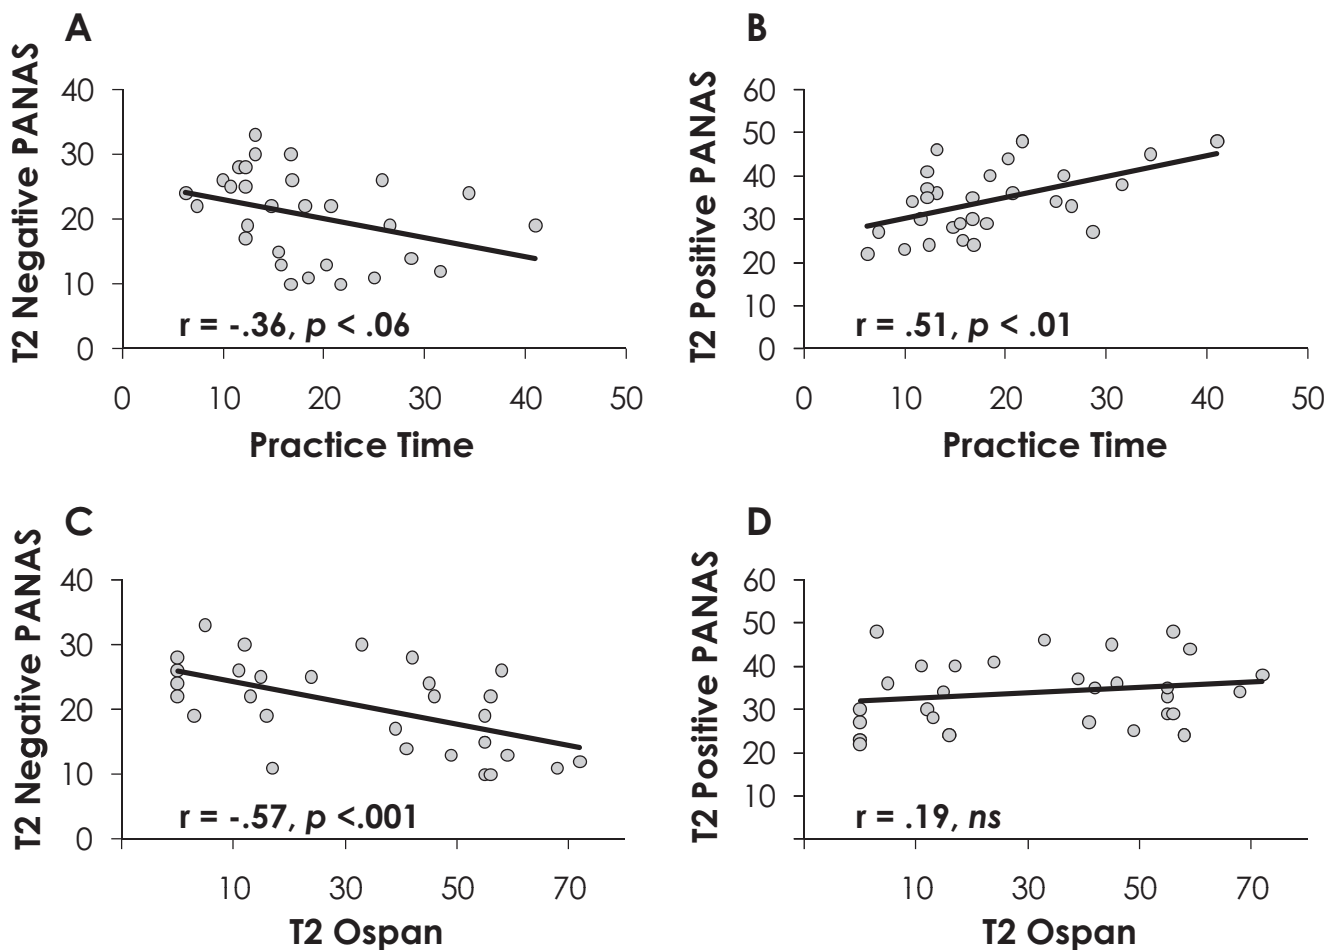 A
T2 Negative PANAS
40
30
20
10
0
r = -.36, p < .06
0 10 20 30 40 50
Practice Time
B
T2 Positive PANAS
60
50
40
30
20
10
0
r = .51, p < .01
0 10 20 30 40 50
Practice Time
C
T2 Negative PANAS
40
30
20
10
0
r = -.57, p <.001
10 30 50 70
T2 Ospan
D
T2 Positive PANAS
60
50
40
30
20
10
r = .19, ns
10 30 50 70
T2 Ospan